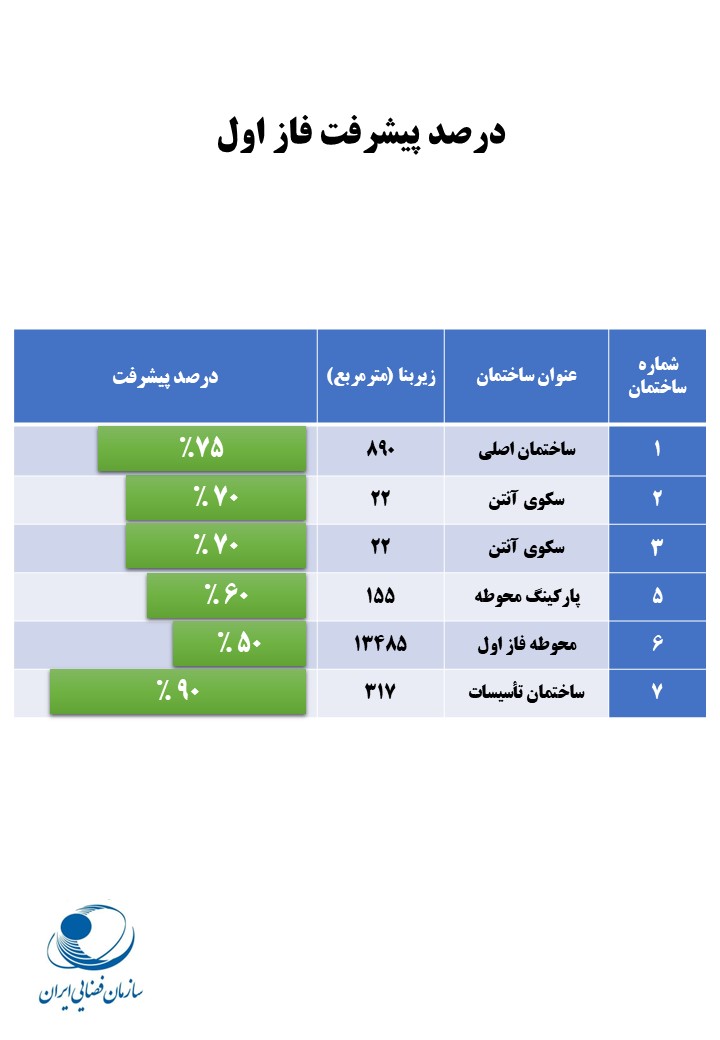 درصد پیشرفت فاز اول
شماره ساختمان عنوان ساختمان زیربنا (متر مربع) درصد پیشرفت
۱ ساختمان اصلی ۸۹۰ ٪۷۵
۲ سکوی آنتن ۲۲ ۷۰ ٪
۳ سکوی آنتن ۲۲ ۷۰ ٪
۵ پارکینگ محوطه ۱۵۵ ۶۰ ٪
۶ محوطه فاز اول ۱۳۴۸۵ ۵۰ ٪
۷ ساختمان تأسیسات ۳۱۷ ۹۰ ٪
سازمان فضایی ایران